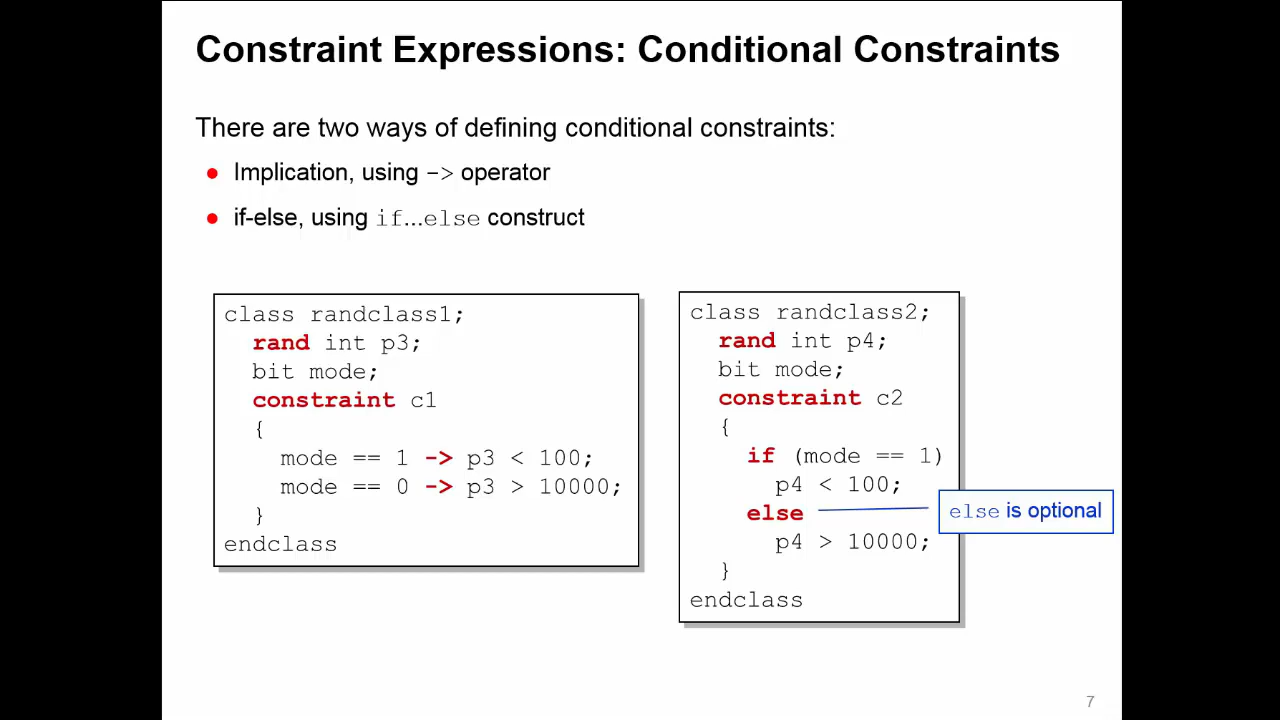 Constraint Expressions: Conditional Constraints
There are two ways of defining conditional constraints:
● Implication, using -> operator
● if-else, using if...else construct
class randclass1;
rand int p3;
bit mode;
constraint c1
{
mode == 1 -> p3 < 100;
mode == 0 -> p3 > 10000;
}
endclass
class randclass2;
rand int p4;
bit mode;
constraint c2
{
if (mode == 1)
p4 < 100;
else
p4 > 10000;
}
endclass
else is optional
7